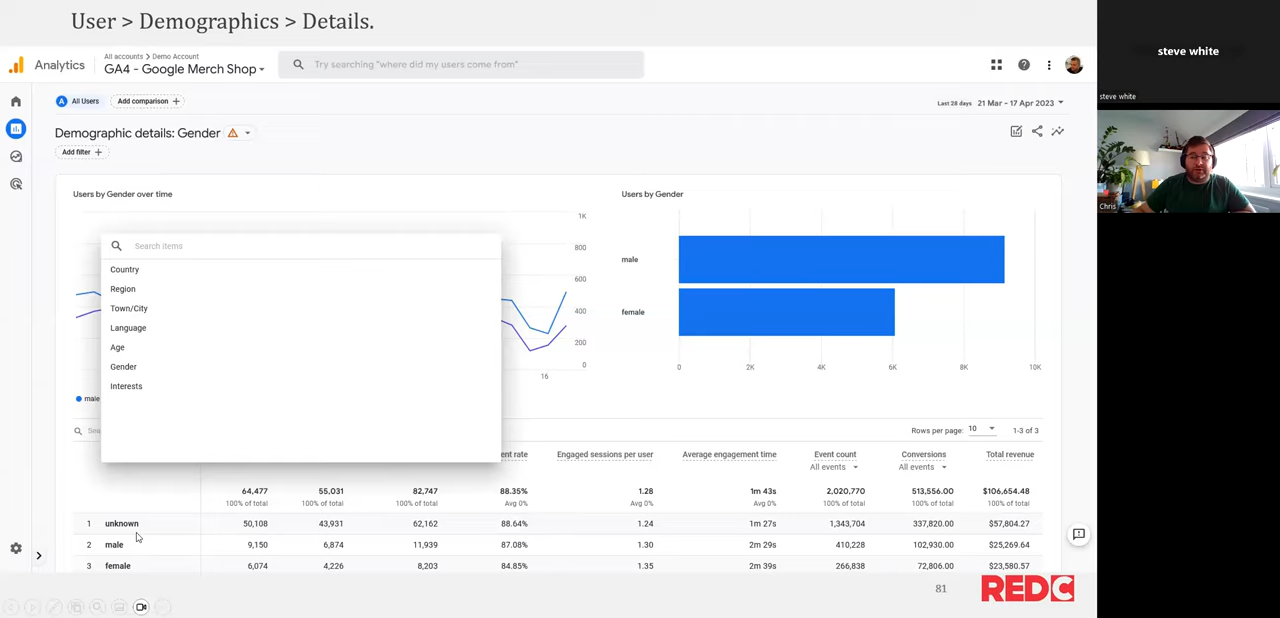 User > Demographics > Details.
steve white
Analytics
All accounts > Demo Account
GA4 - Google Merch Shop
Try searching "where did my users come from"
steve white
A All Users
Add comparison +
Last 28 days 21 Mar - 17 Apr 2023
Demographic details: Gender
Add filter +
Chris
Users by Gender over time
Users by Gender
1K
800
600
400
200
0
16
male
Search items
Country
Region
Town/City
Language
Age
Gender
Interests
male
female
0 2K 4K 6K 8K 10K
Rows per page: 10 1-3 of 3
Engaged sessions per user Average engagement time Event count Conversions Total revenue
All events All events
64,477 55,031 82,747 88.35% 1.28 1m 43s 2,020,770 513,556.00 $106,654.48
100% of total 100% of total 100% of total Avg 0% Avg 0% Avg 0% 100% of total 100% of total 100% of total
1 unknown 50,108 43,931 62,162 88.64% 1.24 1m 27s 1,343,704 337,820.00 $57,804.27
2 male 9,150 6,874 11,939 87.08% 1.30 2m 29s 410,228 102,930.00 $25,269.64
3 female 6,074 4,226 8,203 84.85% 1.35 2m 39s 266,838 72,806.00 $23,580.57
81
REDC